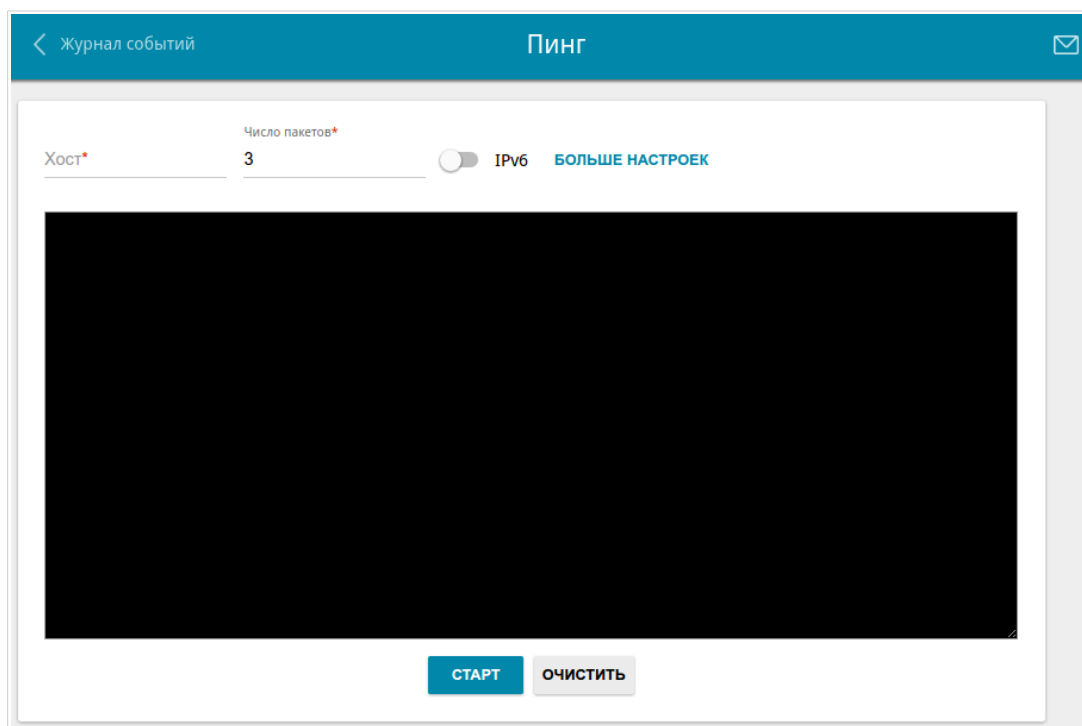 Журнал событий
Пинг
Число пакетов*
Хост*
3
IPv6
БОЛЬШЕ НАСТРОЕК
СТАРТ
ОЧИСТИТЬ